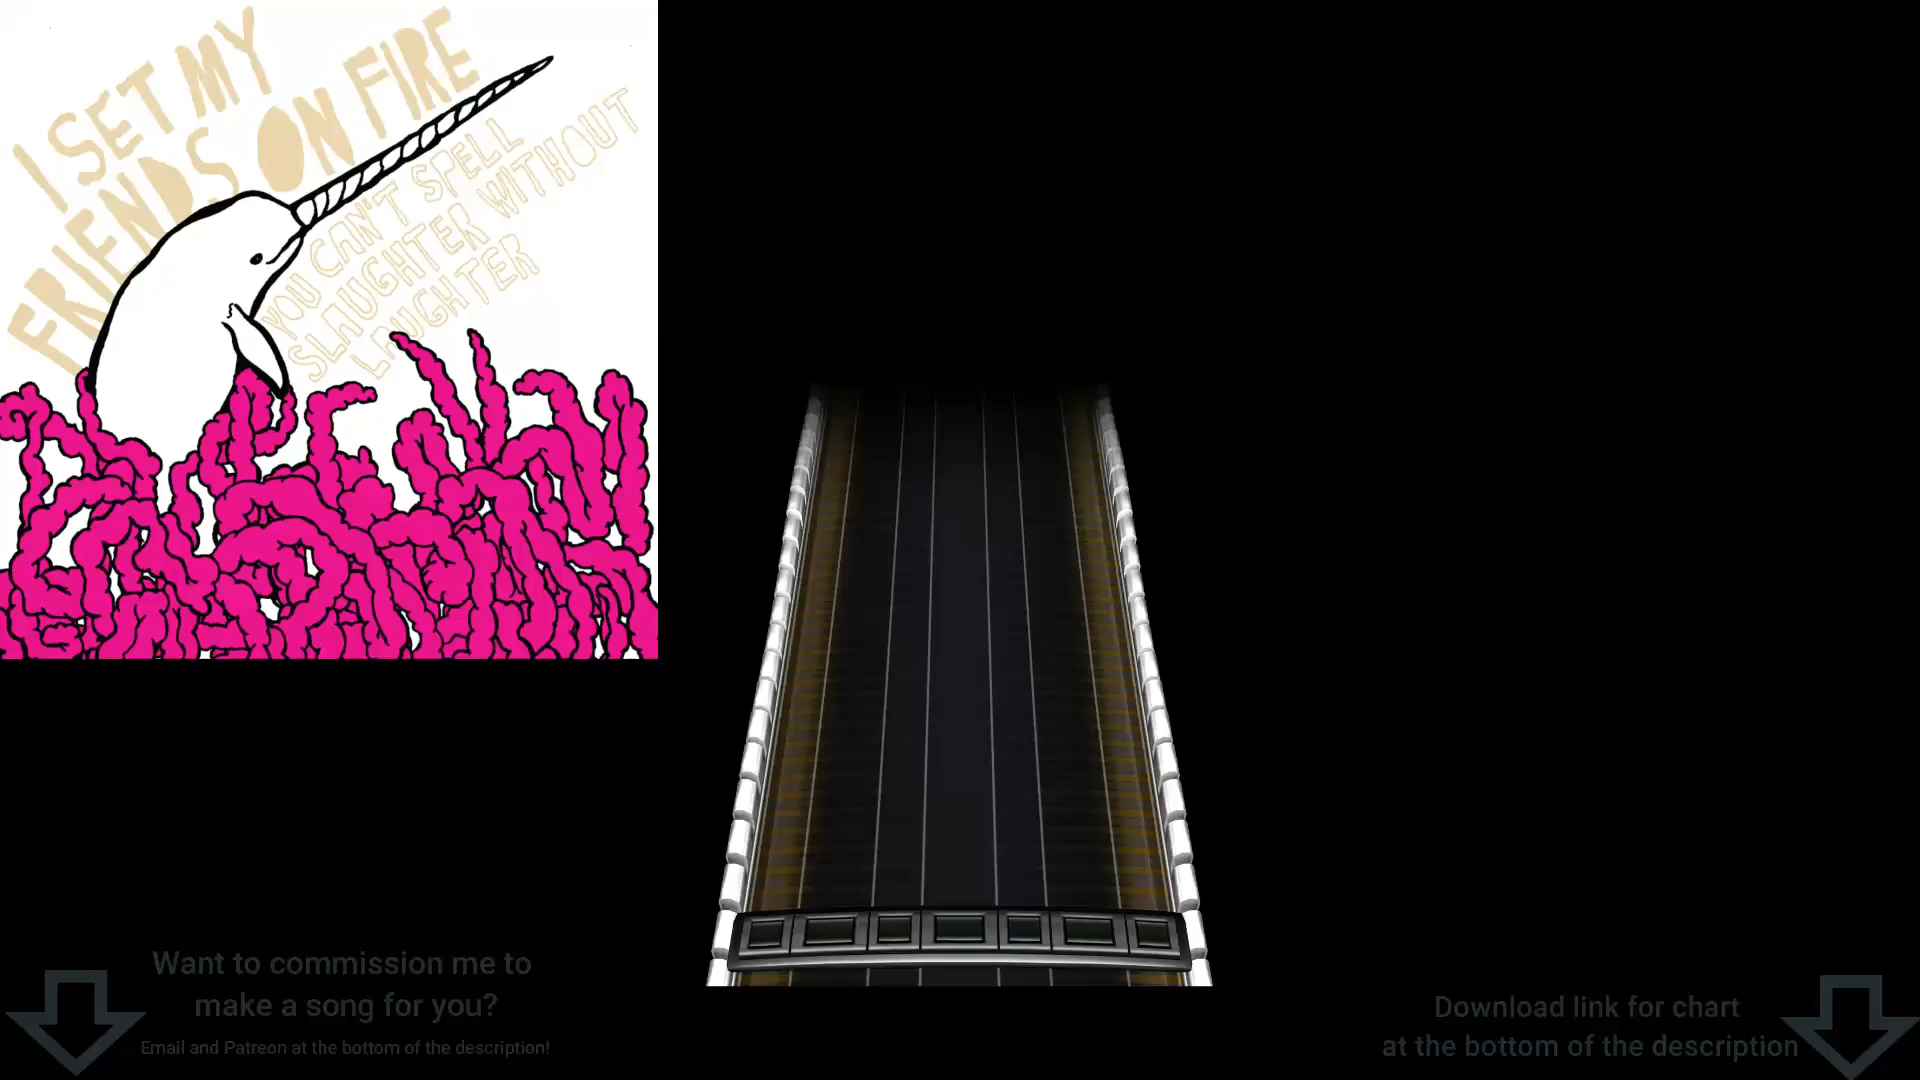 I SET MY
FRIENDS ON FIRE
YOU CAN'T SPELL
SLAUGHTER WITHOUT
LAUGHTER
Want to commission me to
make a song for you?
Email and Patreon at the bottom of the description!
Download link for chart
at the bottom of the description